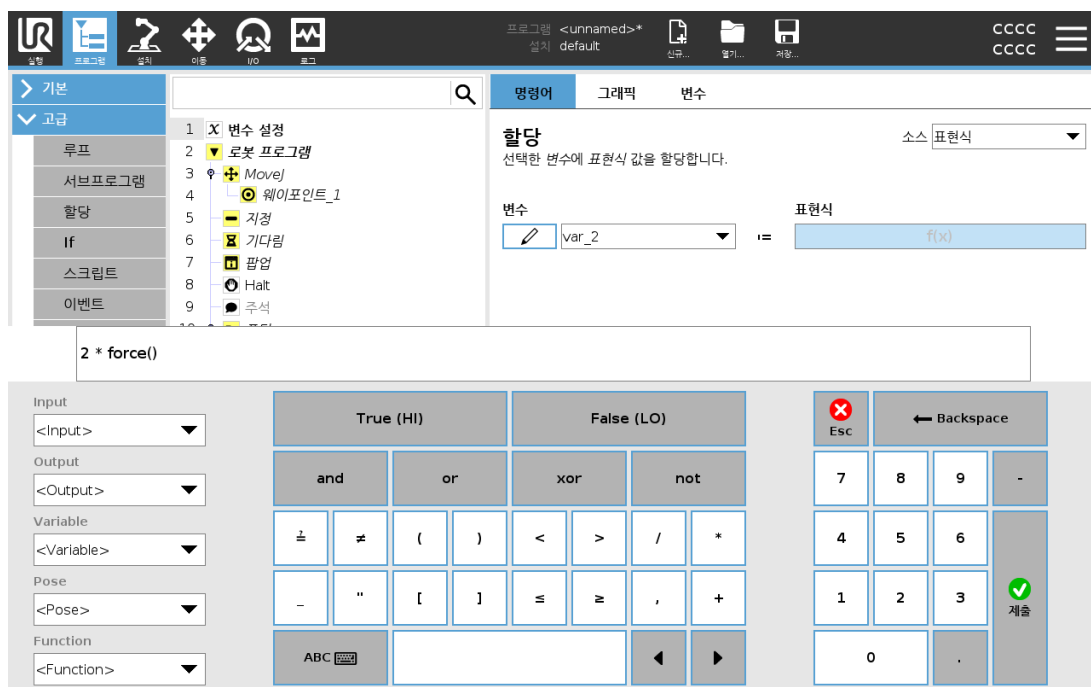 UR
프로그램 <unnamed>*
설치 default
CCCC
CCCC
실행 프로그램 설치 이동 I/O 로그 신규... 열기... 저장...
기본
고급
루프
서브프로그램
할당
If
스크립트
이벤트
1 X 변수 설정
2 로봇 프로그램
3 MoveJ
4 웨이포인트_1
5 지정
6 기다림
7 팝업
8 Halt
9 주석
명령어 그래픽 변수
할당
소스 표현식
선택한 변수에 표현식 값을 할당합니다.
변수 표현식
var_2 := f(x)
2 * force()
Input
<Input>
Output
<Output>
Variable
<Variable>
Pose
<Pose>
Function
<Function>
True (HI) False (LO) Esc Backspace
and or xor not 7 8 9 -
≟ ≠ ( ) < > / * 4 5 6
_ " [ ] ≤ ≥ , + 1 2 3 제출
ABC 0 .